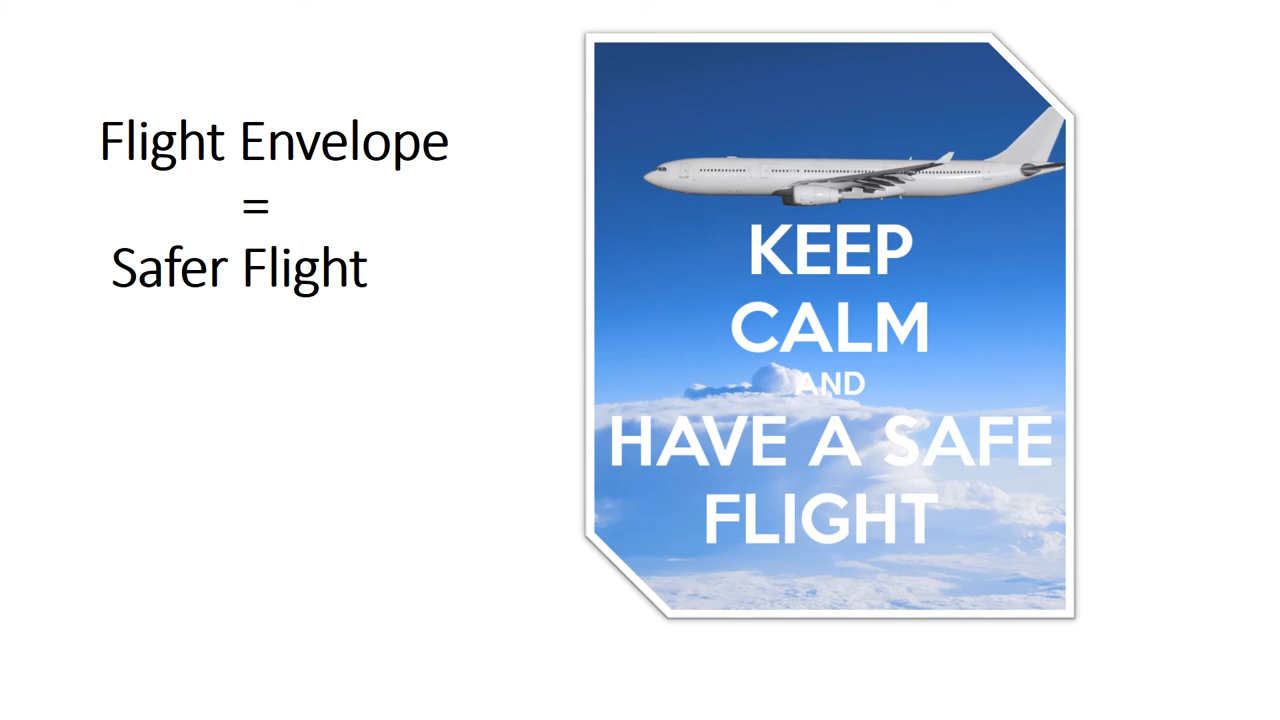 Flight Envelope
=
Safer Flight
KEEP
CALM
AND
HAVE A SAFE
FLIGHT